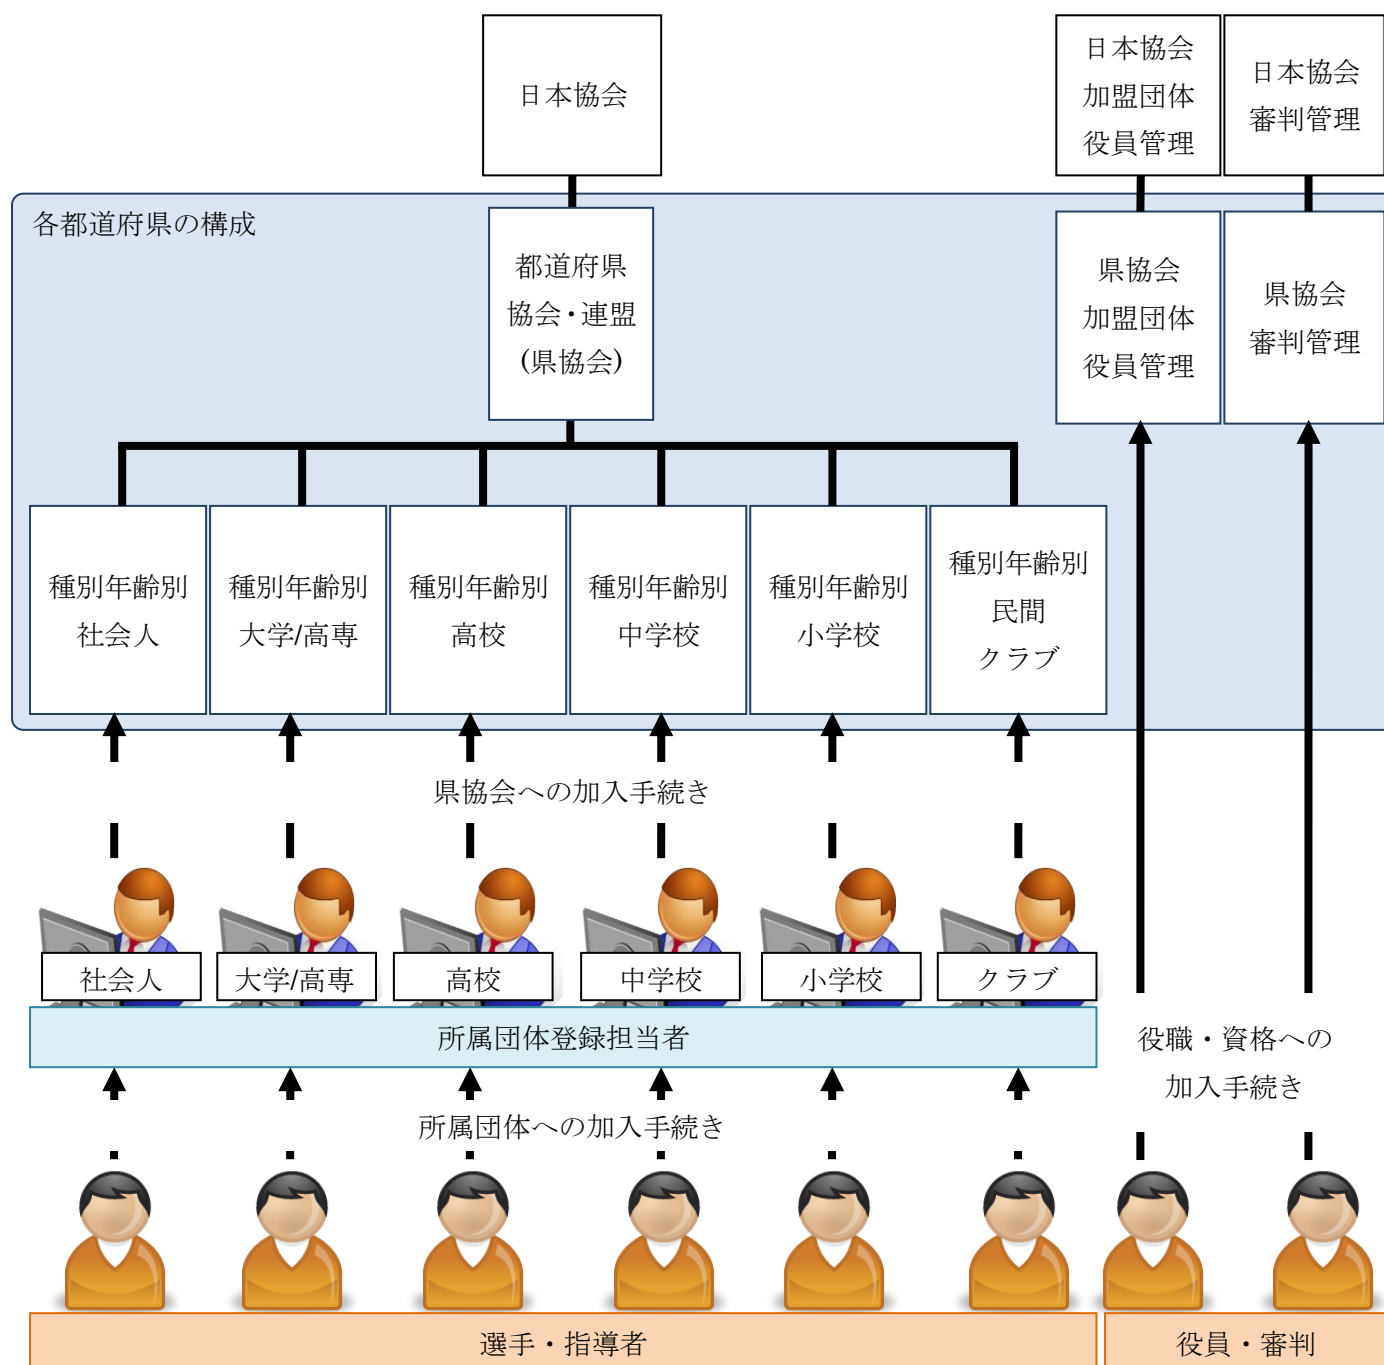 日本協会
日本協会
加盟団体
役員管理
日本協会
審判管理
各都道府県の構成
都道府県
協会・連盟
(県協会)
県協会
加盟団体
役員管理
県協会
審判管理
種別年齢別
社会人
種別年齢別
大学/高専
種別年齢別
高校
種別年齢別
中学校
種別年齢別
小学校
種別年齢別
民間
クラブ
県協会への加入手続き
社会人
大学/高専
高校
中学校
小学校
クラブ
所属団体登録担当者
役職・資格への
加入手続き
所属団体への加入手続き
選手・指導者
役員・審判